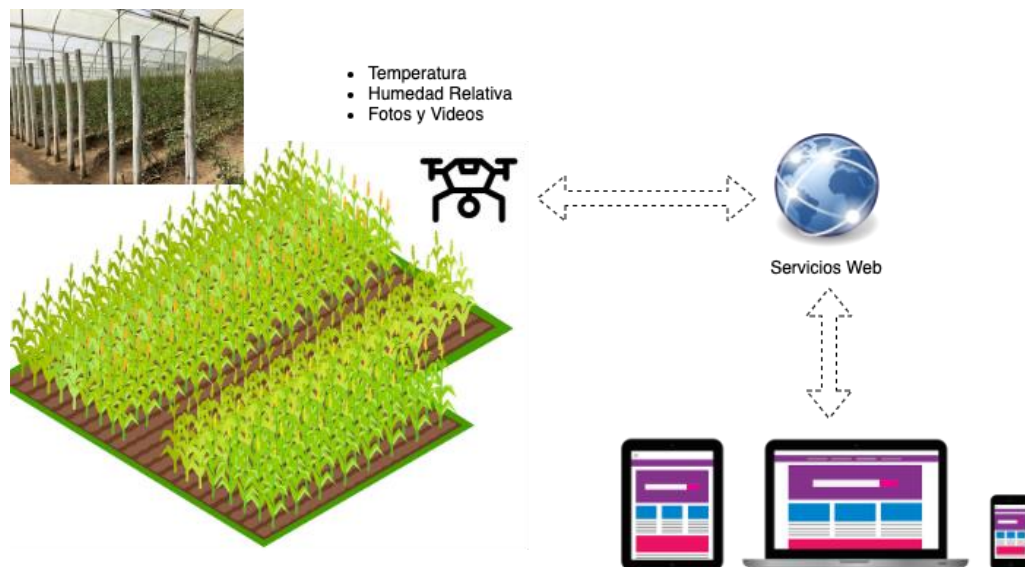 Temperatura
Humedad Relativa
Fotos y Videos
Servicios Web